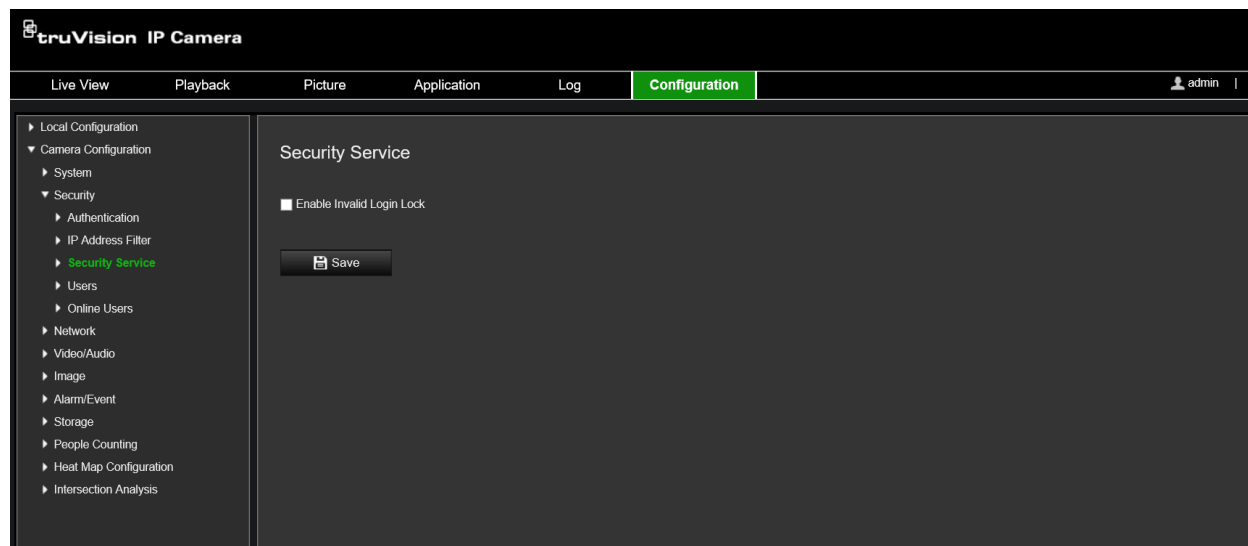 truVision IP Camera
Live View Playback Picture Application Log Configuration admin |
Local Configuration
Camera Configuration
System
Security
Authentication
IP Address Filter
Security Service
Users
Online Users
Network
Video/Audio
Image
Alarm/Event
Storage
People Counting
Heat Map Configuration
Intersection Analysis
Security Service
Enable Invalid Login Lock
Save